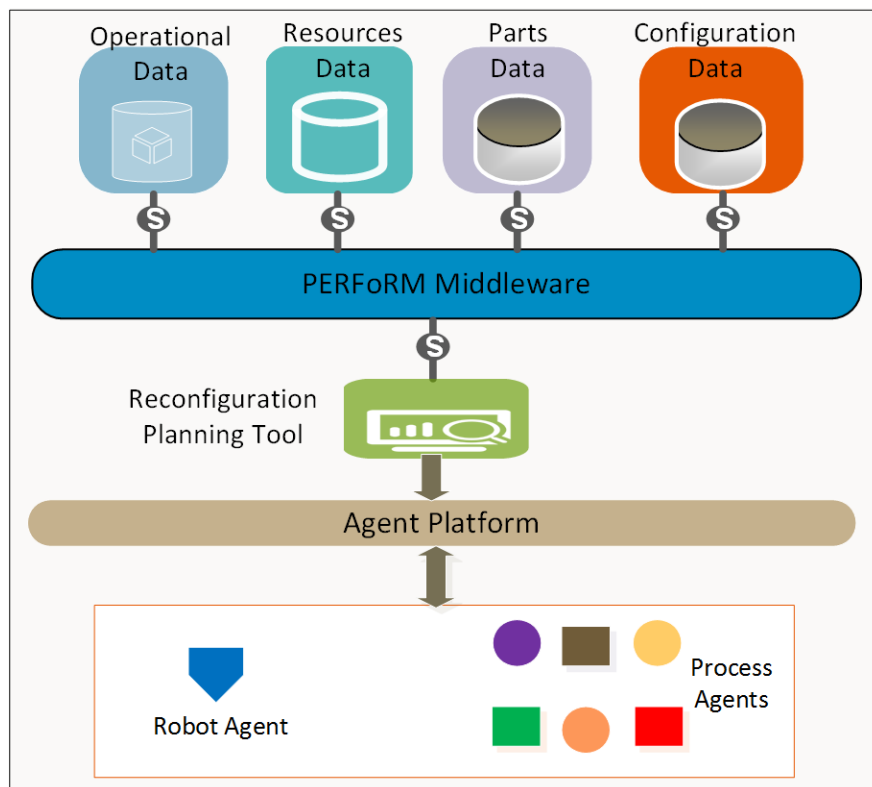 Operational
Data
Resources
Data
Parts
Data
Configuration
Data
S
S
S
S
PERFoRM Middleware
S
Reconfiguration
Planning Tool
Agent Platform
Robot Agent
Process
Agents